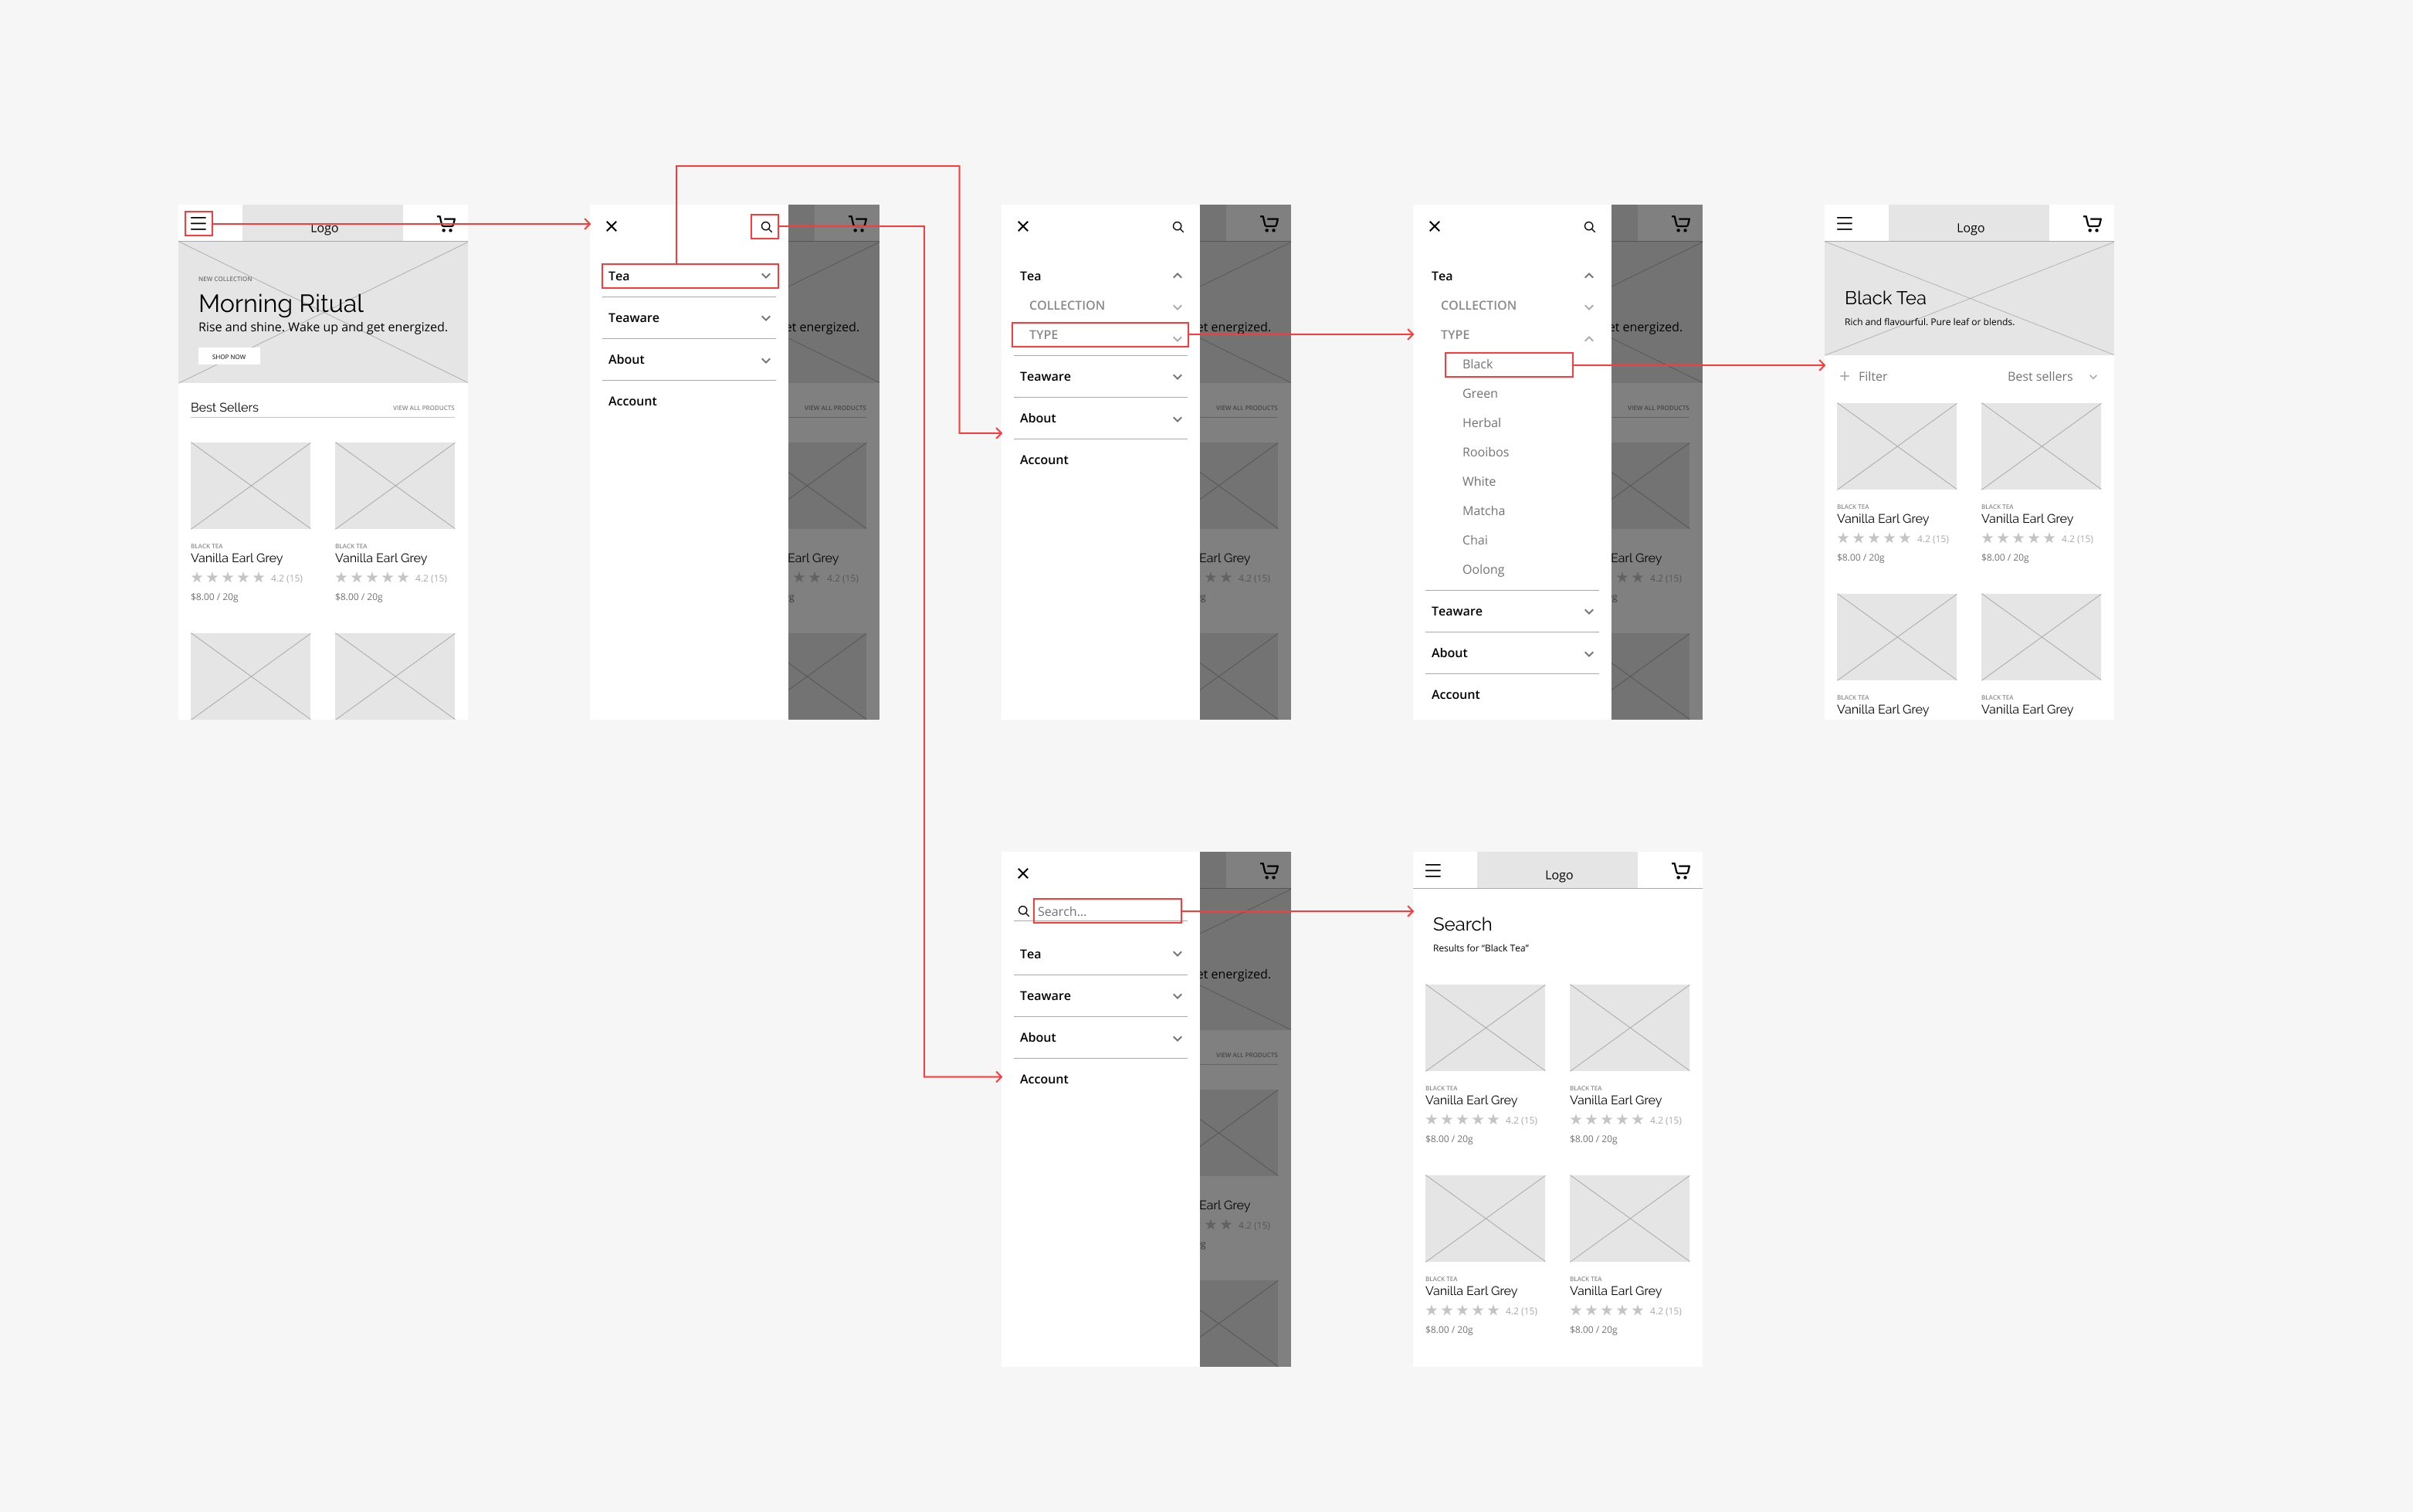 Logo
NEW COLLECTION
Morning Ritual
Rise and shine. Wake up and get energized.
SHOP NOW
Best Sellers VIEW ALL PRODUCTS
BLACK TEA BLACK TEA
Vanilla Earl Grey Vanilla Earl Grey
4.2 (15) 4.2 (15)
$8.00 / 20g $8.00 / 20g
Tea
Teaware
About
Account
et energized.
VIEW ALL PRODUCTS
Earl Grey
4.2 (15)
g
Tea
COLLECTION
TYPE
Teaware
About
Account
et energized.
VIEW ALL PRODUCTS
Earl Grey
4.2 (15)
g
Tea
COLLECTION
TYPE
Black
Green
Herbal
Rooibos
White
Matcha
Chai
Oolong
Teaware
About
Account
et energized.
VIEW ALL PRODUCTS
Earl Grey
4.2 (15)
g
Logo
Black Tea
Rich and flavourful. Pure leaf or blends.
+ Filter Best sellers
BLACK TEA BLACK TEA
Vanilla Earl Grey Vanilla Earl Grey
4.2 (15) 4.2 (15)
$8.00 / 20g $8.00 / 20g
BLACK TEA BLACK TEA
Vanilla Earl Grey Vanilla Earl Grey
Search...
Tea
Teaware
About
Account
et energized.
VIEW ALL PRODUCTS
Earl Grey
4.2 (15)
g
Logo
Search
Results for “Black Tea”
BLACK TEA BLACK TEA
Vanilla Earl Grey Vanilla Earl Grey
4.2 (15) 4.2 (15)
$8.00 / 20g $8.00 / 20g
BLACK TEA BLACK TEA
Vanilla Earl Grey Vanilla Earl Grey
4.2 (15) 4.2 (15)
$8.00 / 20g $8.00 / 20g